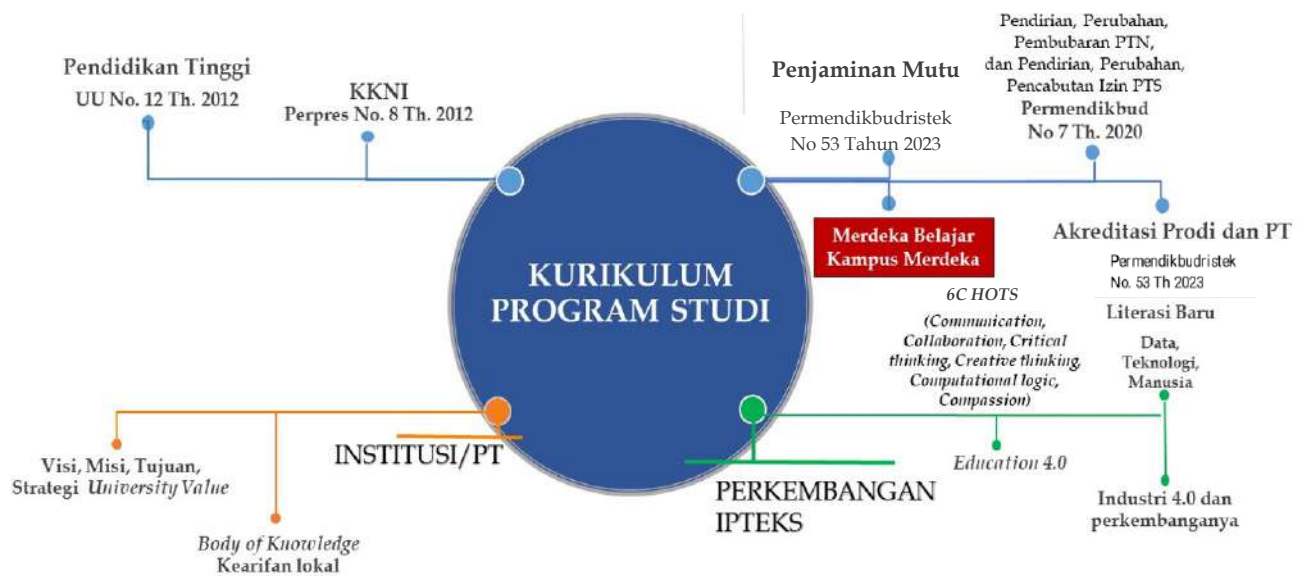 Pendidikan Tinggi
UU No. 12 Th. 2012
KKNI
Perpres No. 8 Th. 2012
Penjaminan Mutu
Permendikbudristek
No 53 Tahun 2023
Pendirian, Perubahan,
Pembubaran PTN,
dan Pendirian, Perubahan,
Pencabutan Izin PTS
Permendikbud
No 7 Th. 2020
Merdeka Belajar
Kampus Merdeka
Akreditasi Prodi dan PT
Permendikbudristek
No. 53 Th 2023
KURIKULUM
PROGRAM STUDI
6C HOTS
(Communication,
Collaboration, Critical
thinking, Creative thinking,
Computational logic,
Compassion)
Literasi Baru
Data,
Teknologi,
Manusia
INSTITUSI/PT
Visi, Misi, Tujuan,
Strategi University Value
Body of Knowledge
Kearifan lokal
PERKEMBANGAN
IPTEKS
Education 4.0
Industri 4.0 dan
perkembanganya